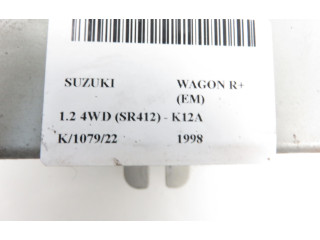 SUZUKI WAGON R+
(EM)
1.2 4WD (SR412) - K12A
K/1079/22 1998